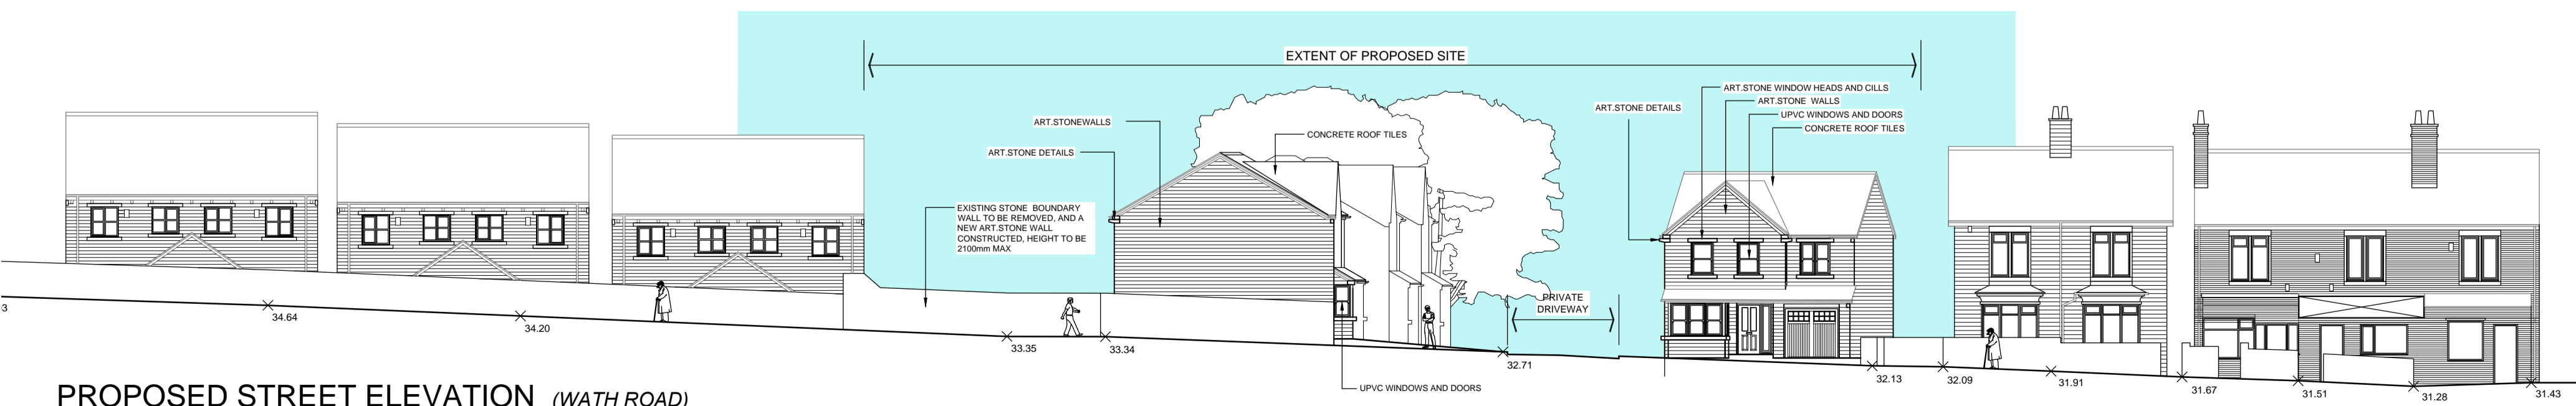 EXTENT OF PROPOSED SITE
ART.STONE WINDOW HEADS AND CILLS
ART.STONE DETAILS
ART.STONE WALLS
UPVC WINDOWS AND DOORS
CONCRETE ROOF TILES
ART.STONEWALLS
CONCRETE ROOF TILES
ART.STONE DETAILS
EXISTING STONE BOUNDARY
WALL TO BE REMOVED, AND A
NEW ART.STONE WALL
CONSTRUCTED, HEIGHT TO BE
2100mm MAX
PRIVATE
DRIVEWAY
3
34.64
34.20
33.35
33.34
32.71
32.13
32.09
31.91
31.67
31.51
31.28
31.43
UPVC WINDOWS AND DOORS
PROPOSED STREET ELEVATION (WATH ROAD)